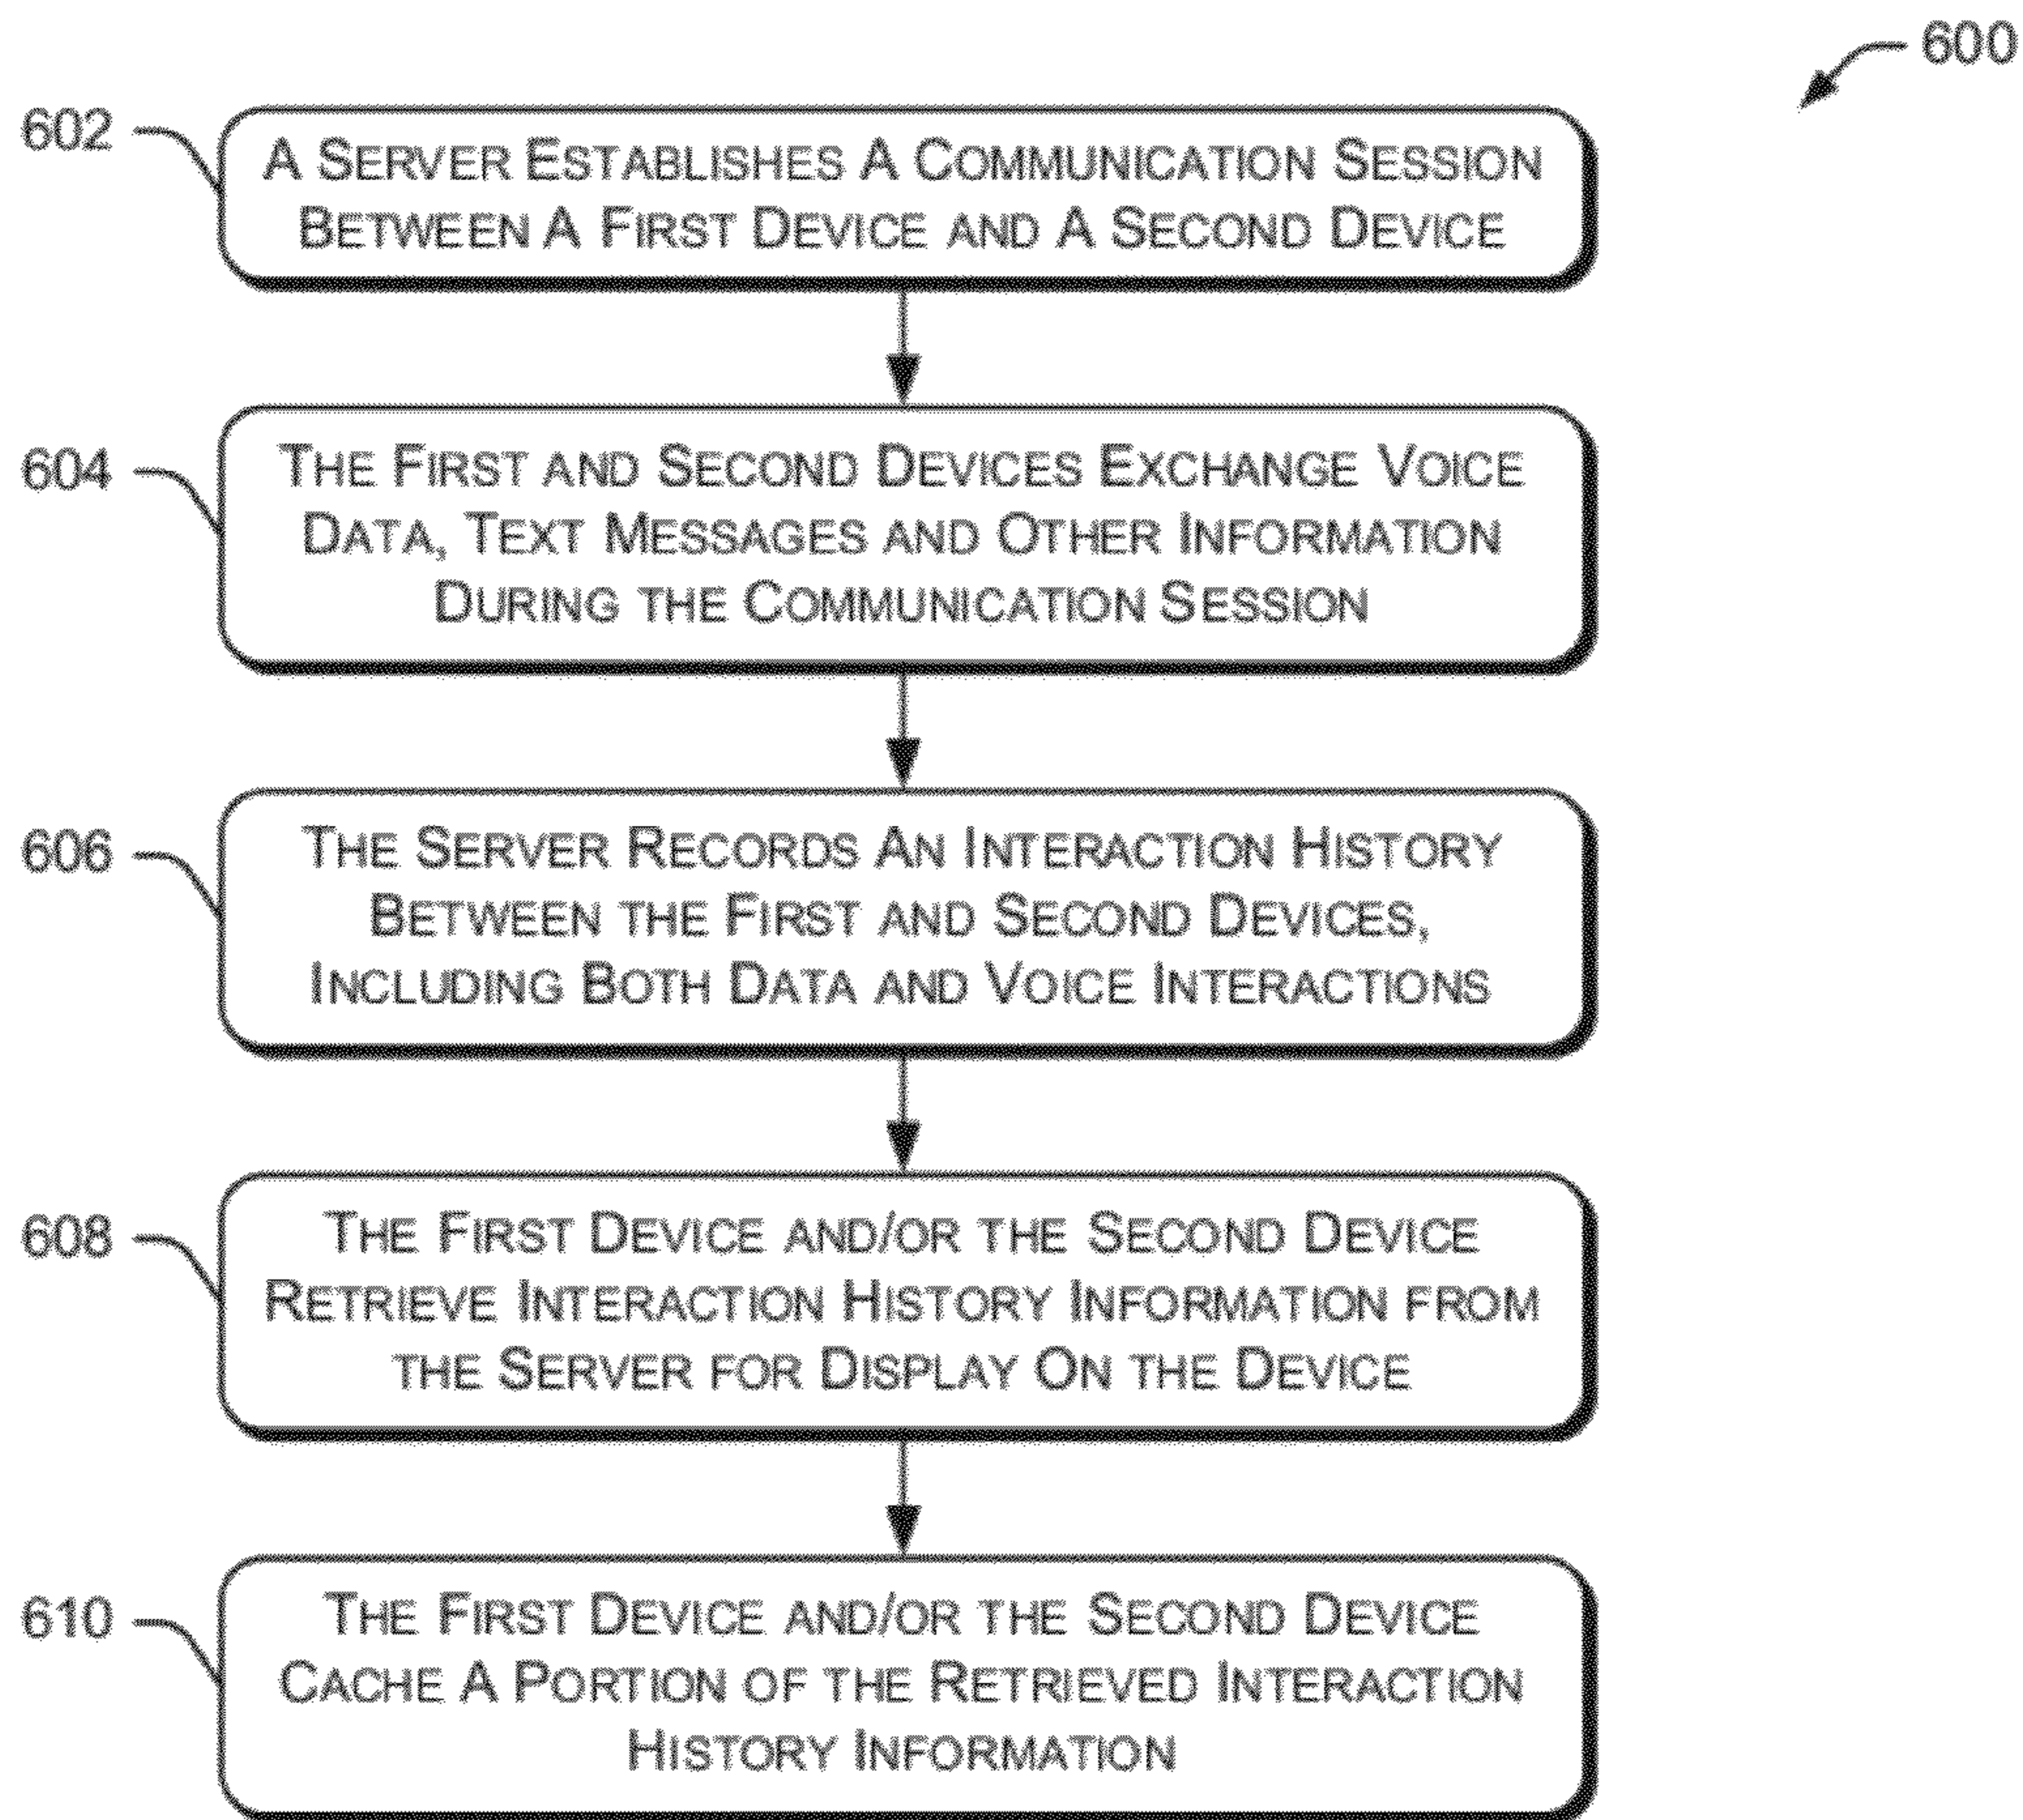 600
602
A SERVER ESTABLISHES A COMMUNICATION SESSION
BETWEEN A FIRST DEVICE AND A SECOND DEVICE
604
THE FIRST AND SECOND DEVICES EXCHANGE VOICE
DATA, TEXT MESSAGES AND OTHER INFORMATION
DURING THE COMMUNICATION SESSION
606
THE SERVER RECORDS AN INTERACTION HISTORY
BETWEEN THE FIRST AND SECOND DEVICES,
INCLUDING BOTH DATA AND VOICE INTERACTIONS
608
THE FIRST DEVICE AND/OR THE SECOND DEVICE
RETRIEVE INTERACTION HISTORY INFORMATION FROM
THE SERVER FOR DISPLAY ON THE DEVICE
610
THE FIRST DEVICE AND/OR THE SECOND DEVICE
CACHE A PORTION OF THE RETRIEVED INTERACTION
HISTORY INFORMATION